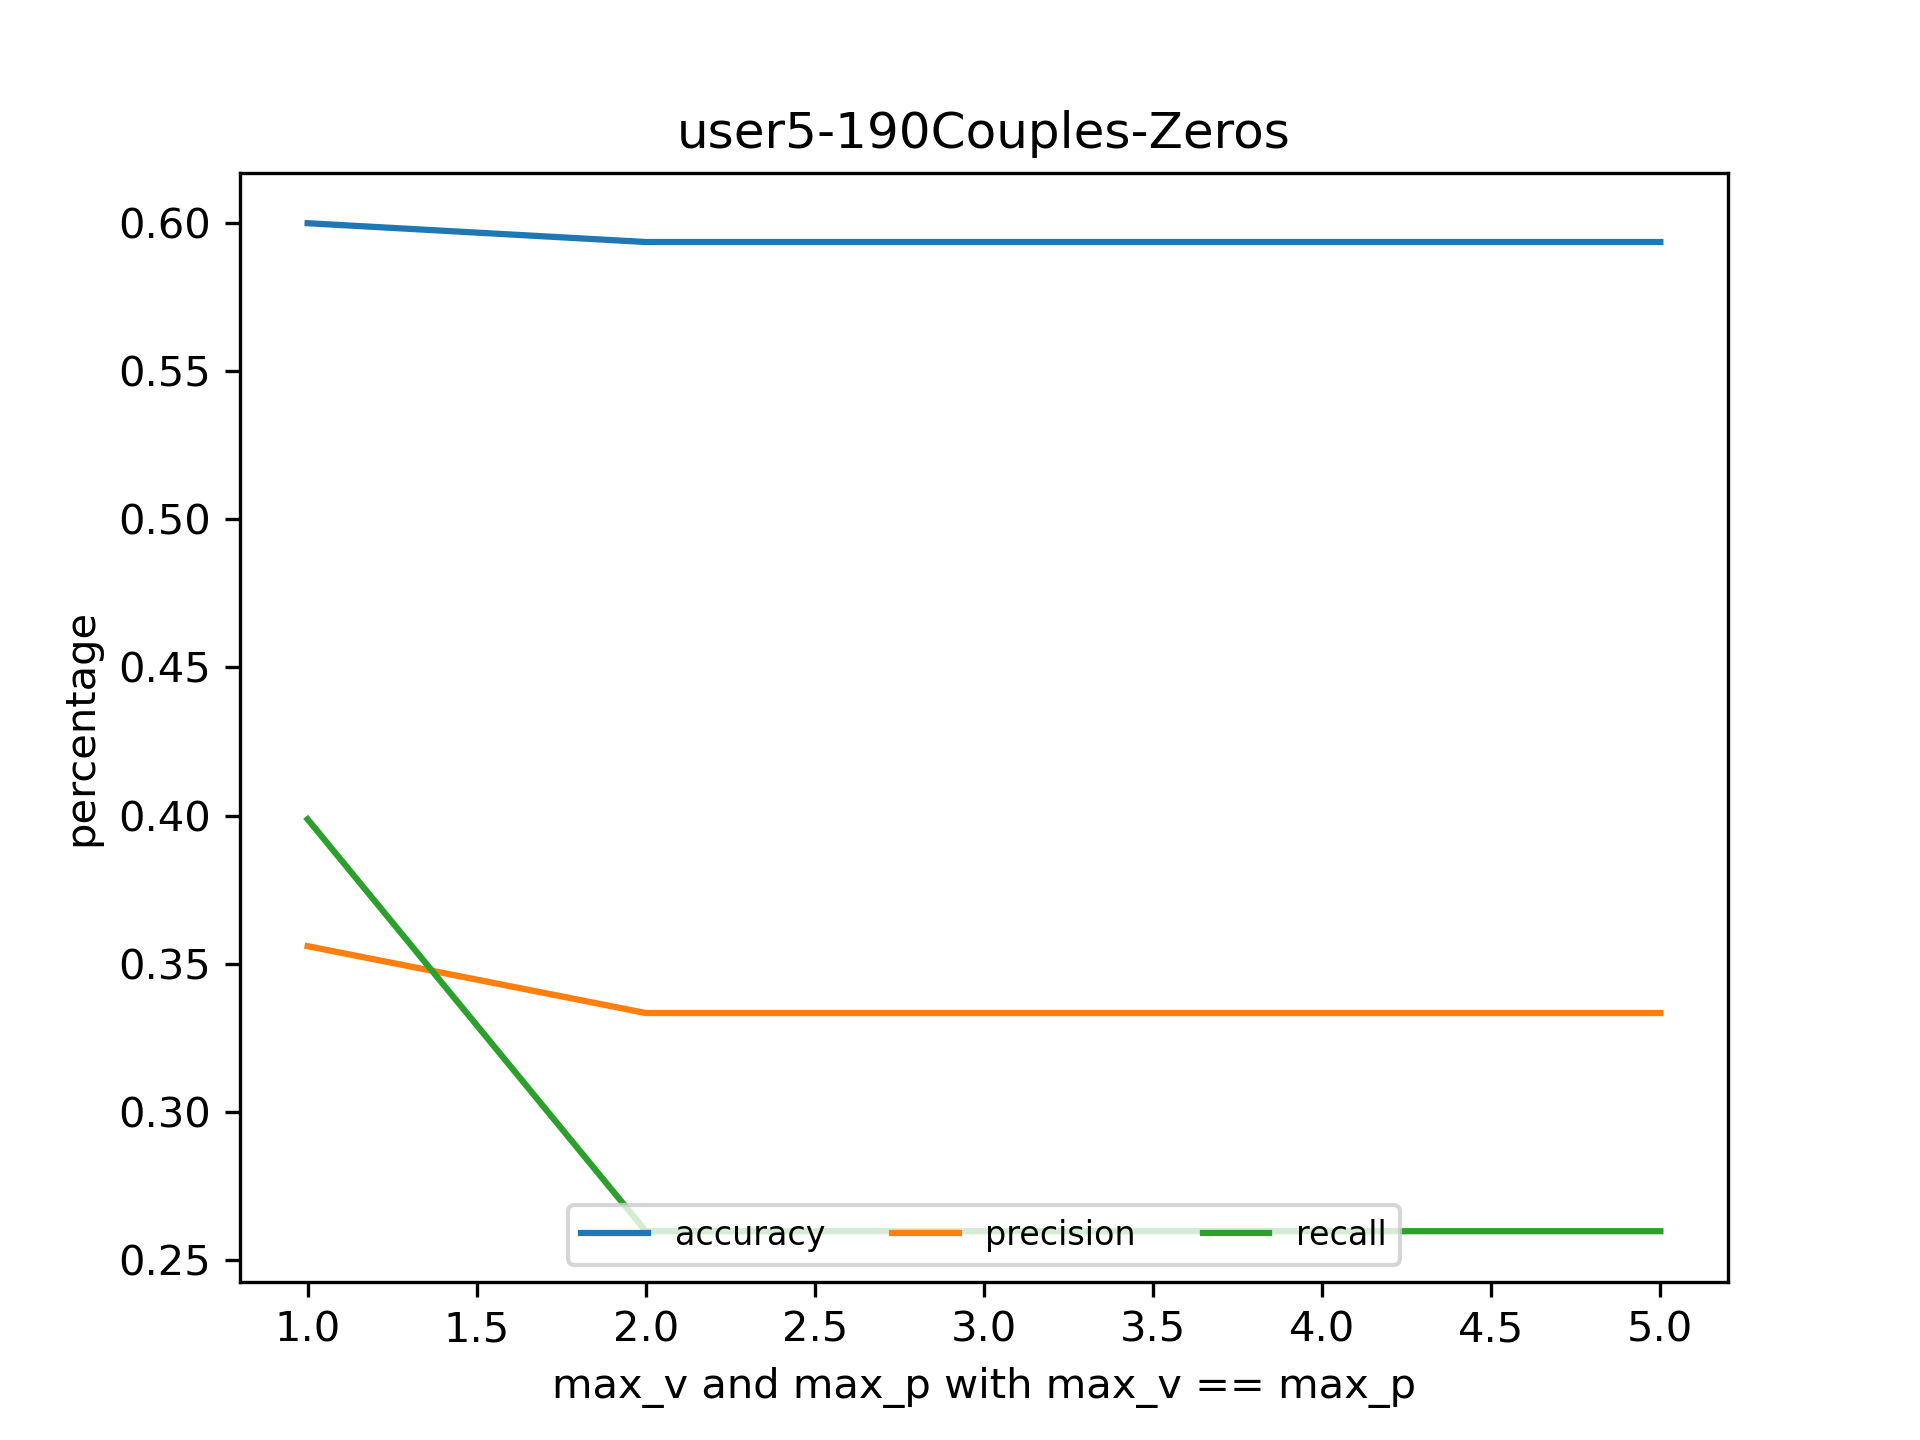 user5-190Couples-Zeros
0.60
0.55
0.50
0.45
0.40
0.35
0.30
0.25
percentage
accuracy precision recall
1.0 1.5 2.0 2.5 3.0 3.5 4.0 4.5 5.0
max_v and max_p with max_v == max_p